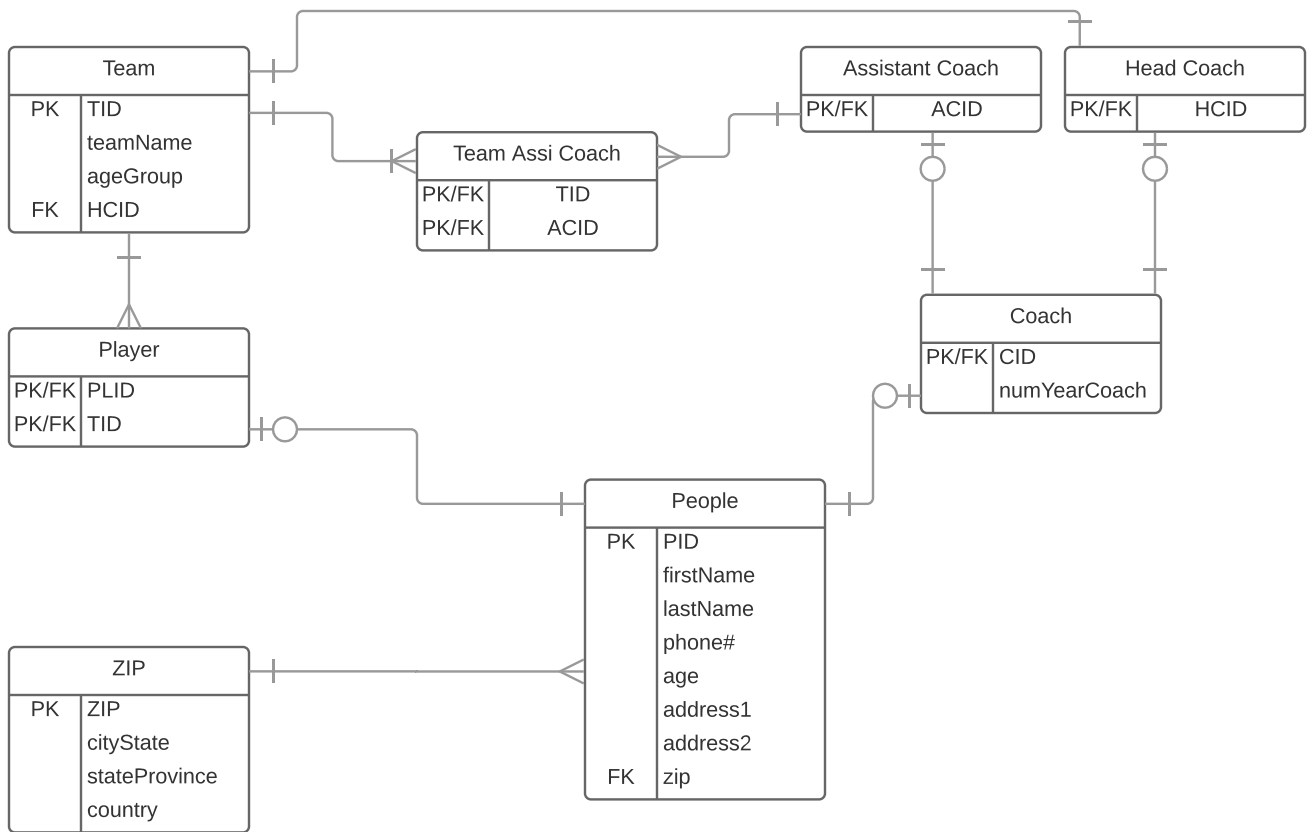 Team
PK TID
teamName
ageGroup
FK HCID
Team Assi Coach
PK/FK TID
PK/FK ACID
Assistant Coach
PK/FK ACID
Head Coach
PK/FK HCID
Player
PK/FK PLID
PK/FK TID
Coach
PK/FK CID
numYearCoach
People
PK PID
firstName
lastName
phone#
age
address1
address2
FK zip
ZIP
PK ZIP
cityState
stateProvince
country